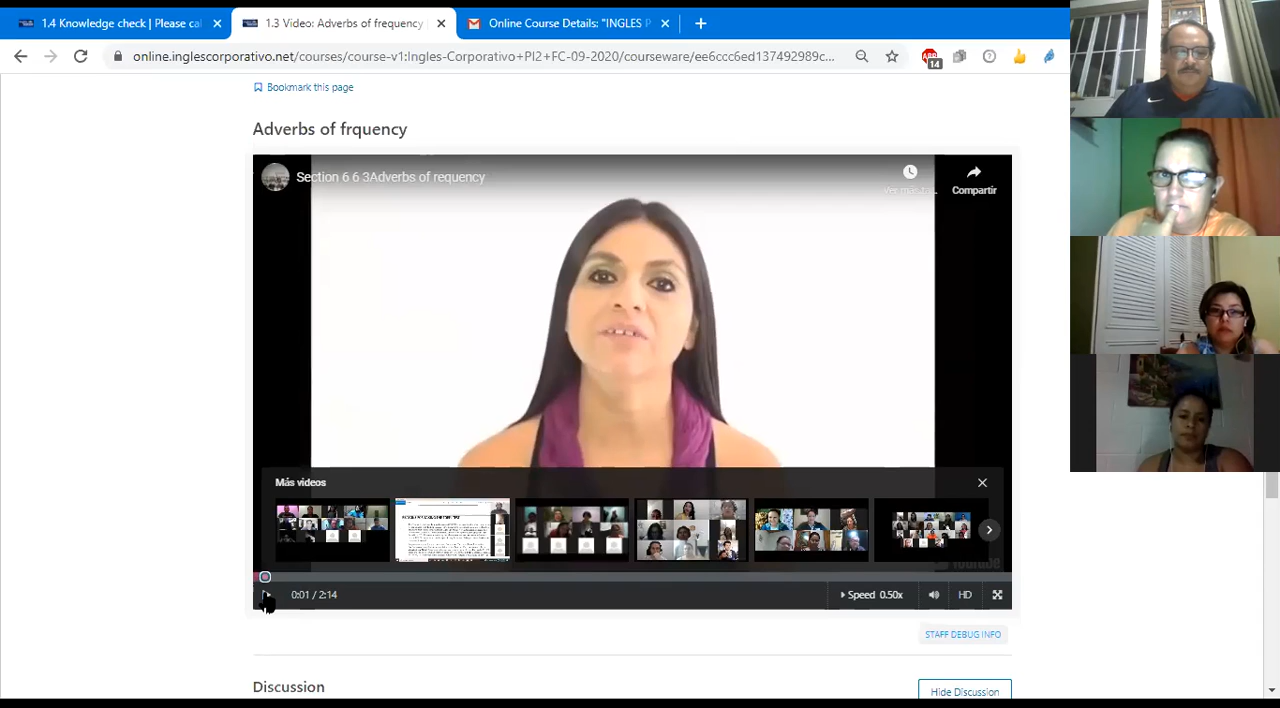 1.4 Knowledge check | Please ca
1.3 Video: Adverbs of frequency
Online Course Details: "INGLES P
online.inglescorporativo.net/courses/course-v1:Ingles-Corporativo+PI2+FC-09-2020/courseware/ee6ccc6ed137492989c...
14
Bookmark this page
Adverbs of frquency
Section 6 6 3Adverbs of requency
Compartir
Más videos
YouTube
0:01 / 2:14
Speed 0.50x
HD
STAFF DEBUG INFO
Discussion
Hide Discussion